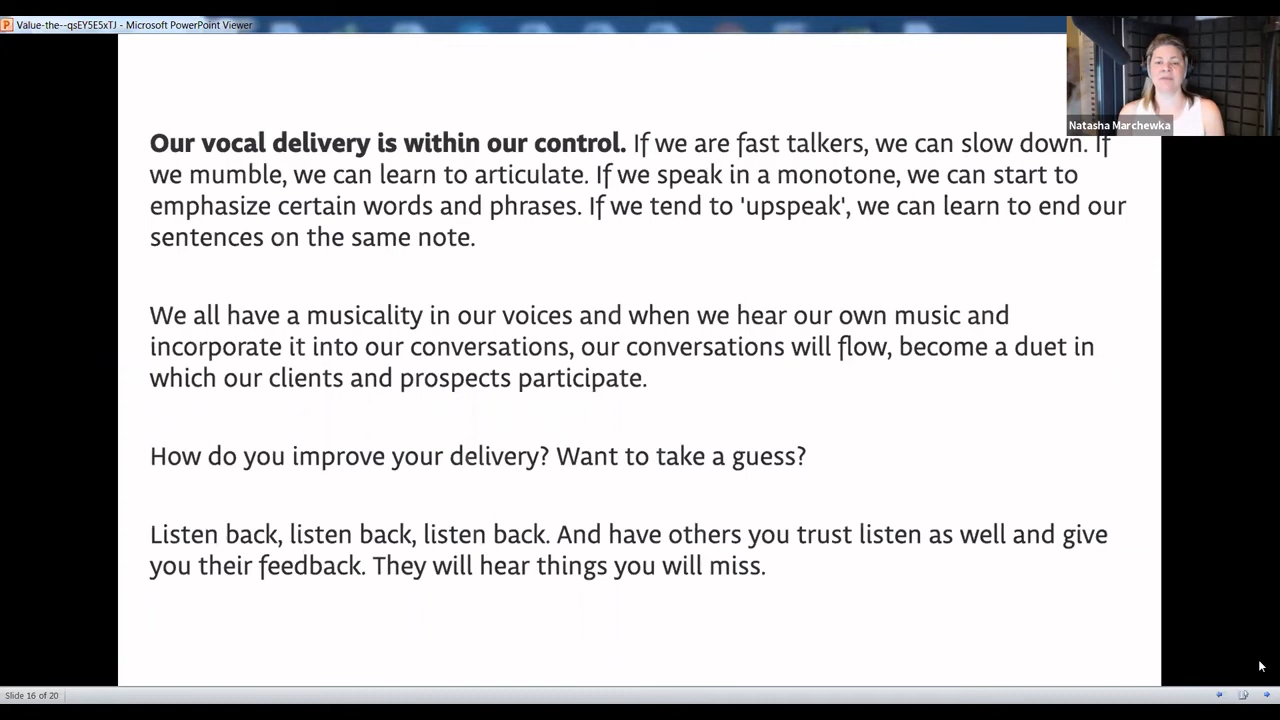 Value-the--qsEY5E5xTJ - Microsoft PowerPoint Viewer
Natasha Marchewka
Our vocal delivery is within our control. If we are fast talkers, we can slow down. If
we mumble, we can learn to articulate. If we speak in a monotone, we can start to
emphasize certain words and phrases. If we tend to 'upspeak', we can learn to end our
sentences on the same note.
We all have a musicality in our voices and when we hear our own music and
incorporate it into our conversations, our conversations will flow, become a duet in
which our clients and prospects participate.
How do you improve your delivery? Want to take a guess?
Listen back, listen back, listen back. And have others you trust listen as well and give
you their feedback. They will hear things you will miss.
Slide 16 of 20